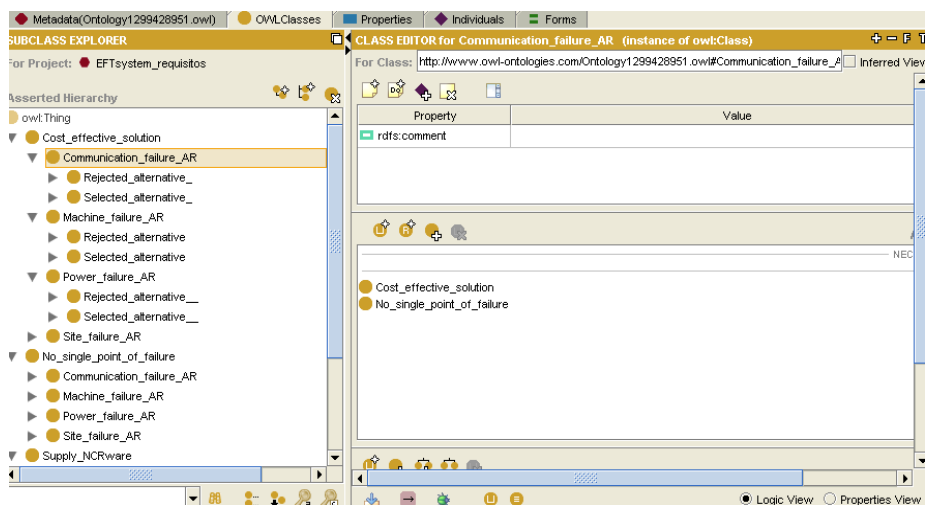 Metadata(Ontology1299428951.owl) OWLClasses Properties Individuals Forms
SUBCLASS EXPLORER
For Project: EFTsystem_requisitos
Asserted Hierarchy
owl:Thing
Cost_effective_solution
Communication_failure_AR
Rejected_alternative_
Selected_alternative_
Machine_failure_AR
Rejected_alternative
Selected_alternative
Power_failure_AR
Rejected_alternative__
Selected_alternative__
Site_failure_AR
No_single_point_of_failure
Communication_failure_AR
Machine_failure_AR
Power_failure_AR
Site_failure_AR
Supply_NCRware
CLASS EDITOR for Communication_failure_AR (instance of owl:Class)
For Class: http://www.owl-ontologies.com/Ontology1299428951.owl#Communication_failure_A Inferred View
Property Value
rdfs:comment
NEC
Cost_effective_solution
No_single_point_of_failure
Logic View Properties View